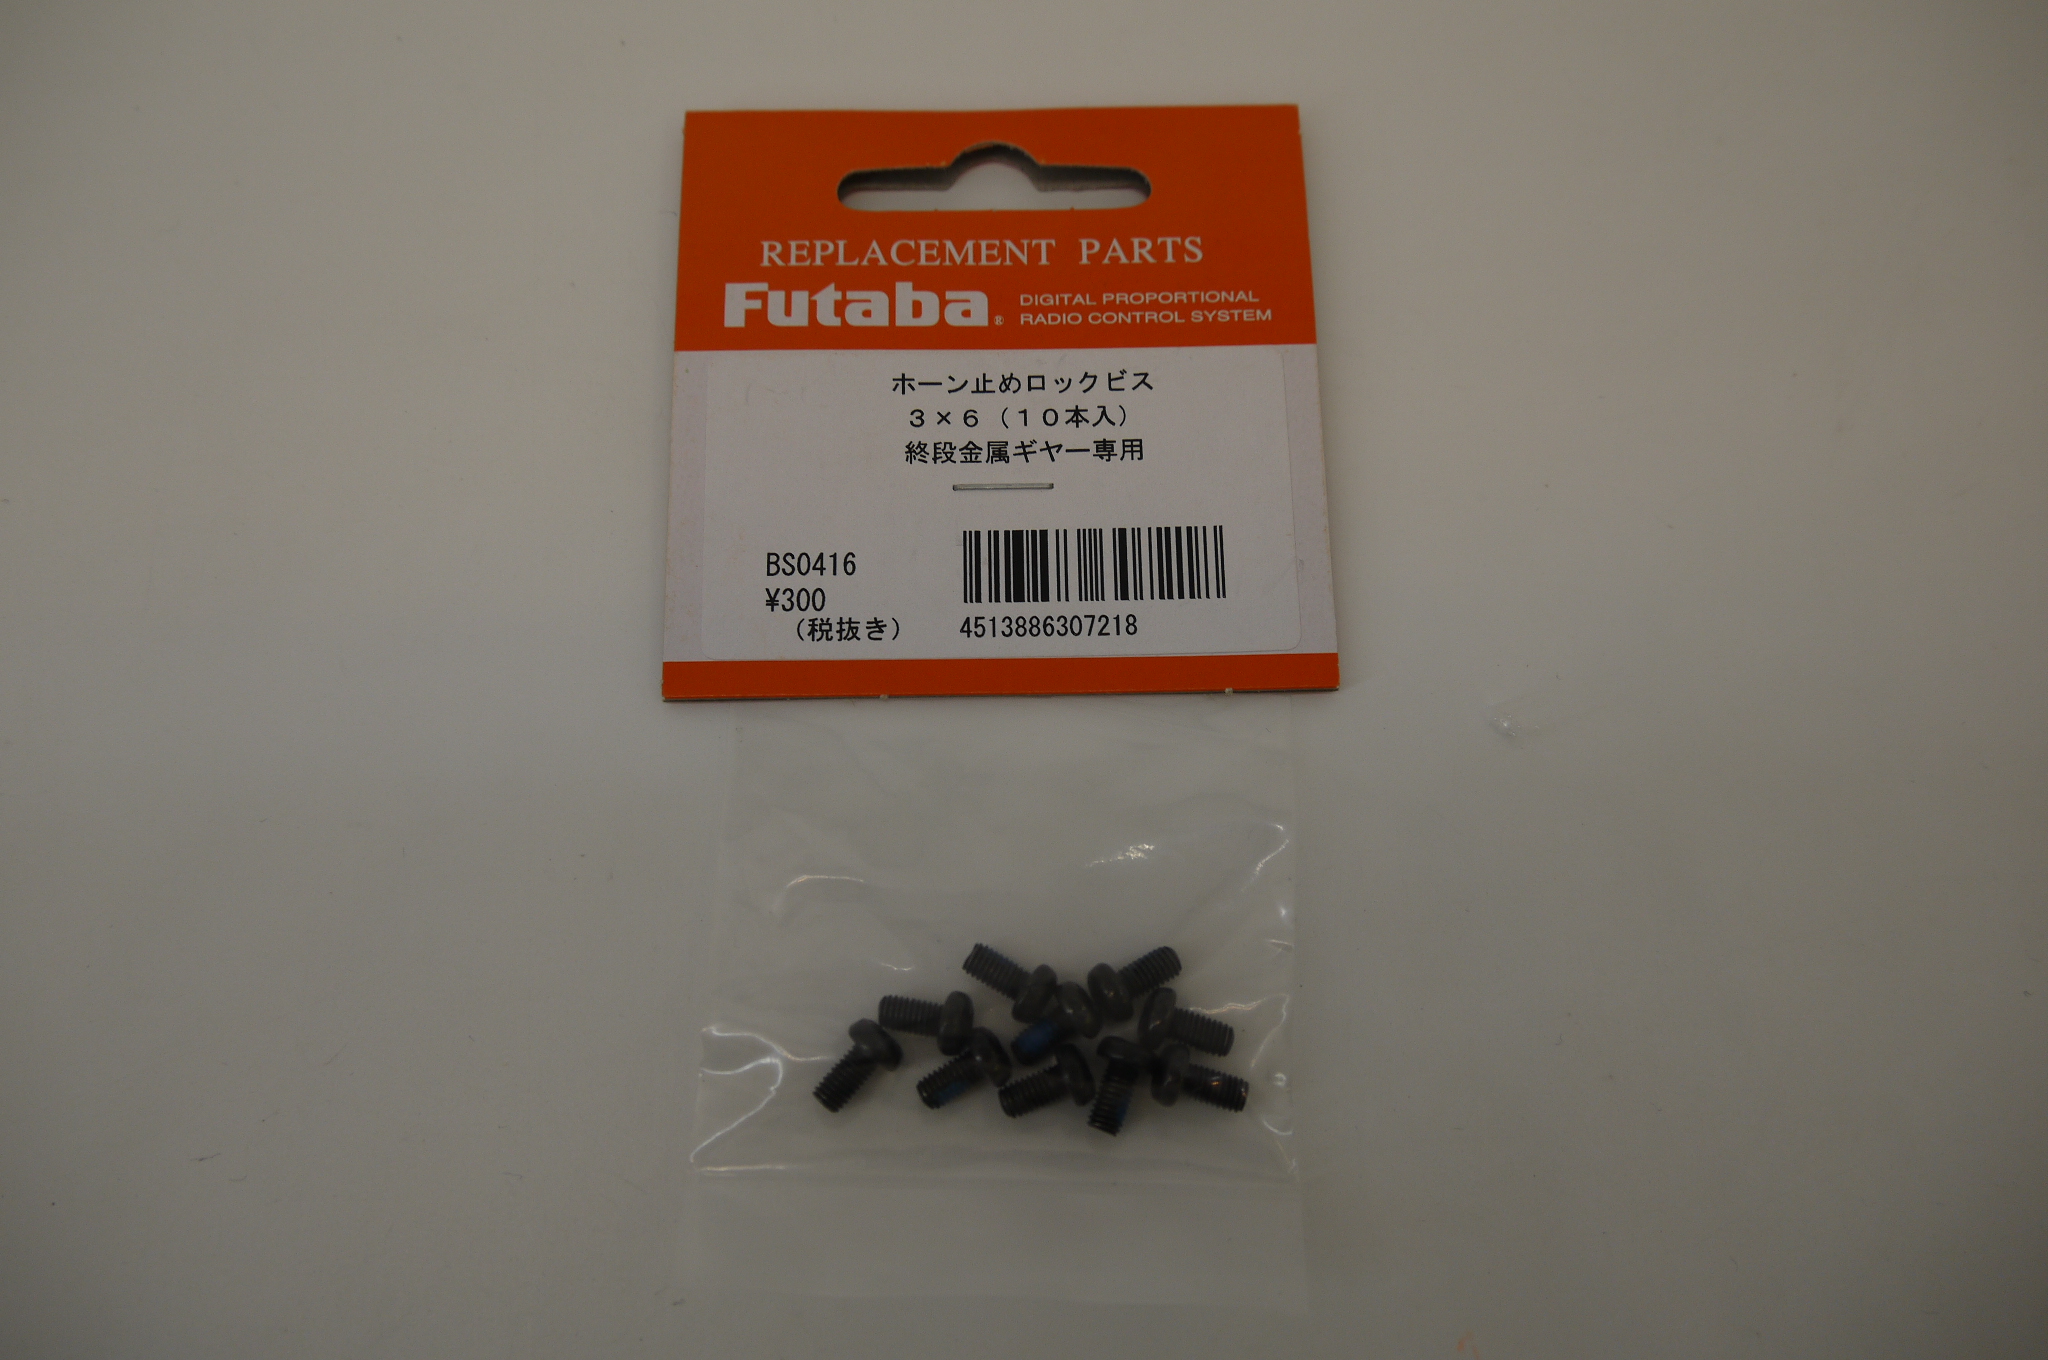 REPLACEMENT PARTS
Futaba® DIGITAL PROPORTIONAL
RADIO CONTROL SYSTEM
ホーン止めロックビス
３×６（１０本入）
終段金属ギヤー専用
BS0416
¥300
（税抜き）
4513886307218